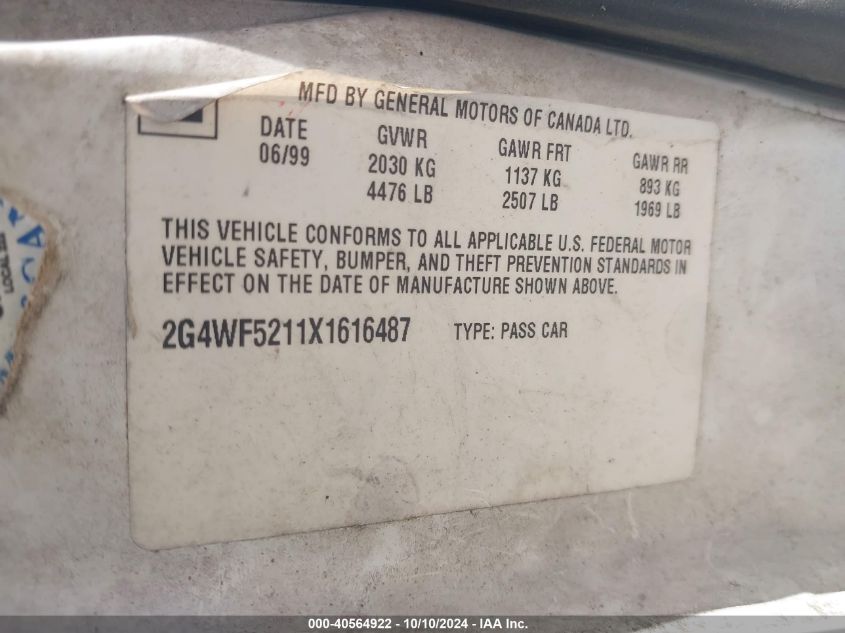 MFD BY GENERAL MOTORS OF CANADA LTD.
DATE GVWR GAWR FRT GAWR RR
06/99 2030 KG 1137 KG 893 KG
4476 LB 2507 LB 1969 LB
THIS VEHICLE CONFORMS TO ALL APPLICABLE U.S. FEDERAL MOTOR
VEHICLE SAFETY, BUMPER, AND THEFT PREVENTION STANDARDS IN
EFFECT ON THE DATE OF MANUFACTURE SHOWN ABOVE.
2G4WF5211X1616487 TYPE: PASS CAR
LOCAL
000-40564922 - 10/10/2024 - IAA Inc.